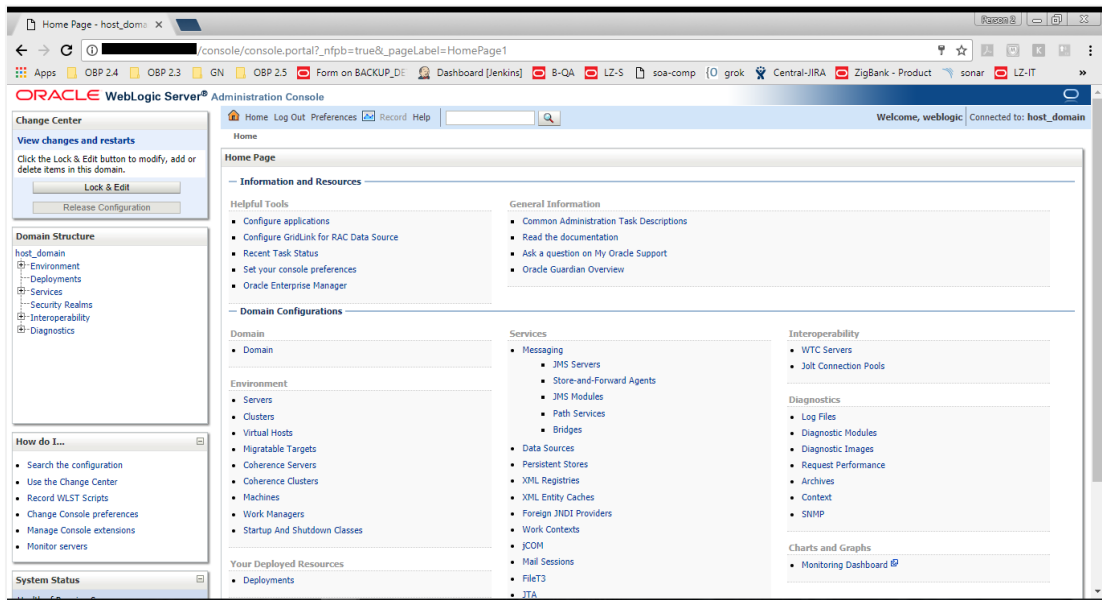 Home Page - host_doma
Person 2
/console/console.portal?_nfpb=true&_pageLabel=HomePage1
Apps OBP 2.4 OBP 2.3 GN OBP 2.5 Form on BACKUP_DE Dashboard [Jenkins] B-QA LZ-S soa-comp grok Central-JIRA ZigBank - Product sonar LZ-IT »
ORACLE WebLogic Server® Administration Console
Change Center
View changes and restarts
Click the Lock & Edit button to modify, add or
delete items in this domain.
Lock & Edit
Release Configuration
Domain Structure
host_domain
Environment
Deployments
Services
Security Realms
Interoperability
Diagnostics
How do I...
Search the configuration
Use the Change Center
Record WLST Scripts
Change Console preferences
Manage Console extensions
Monitor servers
System Status
Home Log Out Preferences Record Help
Welcome, weblogic Connected to: host_domain
Home
Home Page
Information and Resources
Helpful Tools
Configure applications
Configure GridLink for RAC Data Source
Recent Task Status
Set your console preferences
Oracle Enterprise Manager
General Information
Common Administration Task Descriptions
Read the documentation
Ask a question on My Oracle Support
Oracle Guardian Overview
Domain Configurations
Domain
Domain
Environment
Servers
Clusters
Virtual Hosts
Migratable Targets
Coherence Servers
Coherence Clusters
Machines
Work Managers
Startup And Shutdown Classes
Your Deployed Resources
Deployments
Services
Messaging
JMS Servers
Store-and-Forward Agents
JMS Modules
Path Services
Bridges
Data Sources
Persistent Stores
XML Registries
XML Entity Caches
Foreign JNDI Providers
Work Contexts
jCOM
Mail Sessions
FileT3
JTA
Interoperability
WTC Servers
Jolt Connection Pools
Diagnostics
Log Files
Diagnostic Modules
Diagnostic Images
Request Performance
Archives
Context
SNMP
Charts and Graphs
Monitoring Dashboard